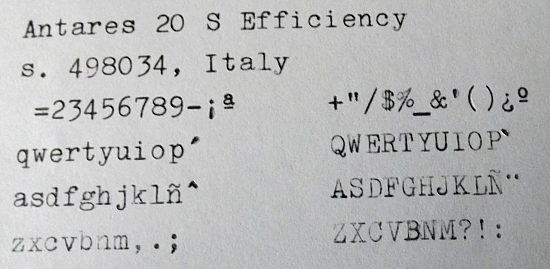 Antares 20 S Efficiency
s. 498034, Italy
=23456789-¡ª +"/$%_&'()¿º
qwertyuiop´ QWERTYUIOP`
asdfghjklñ^ ASDFGHJKLÑ¨
zxcvbnm,.; ZXCVBNM?!: